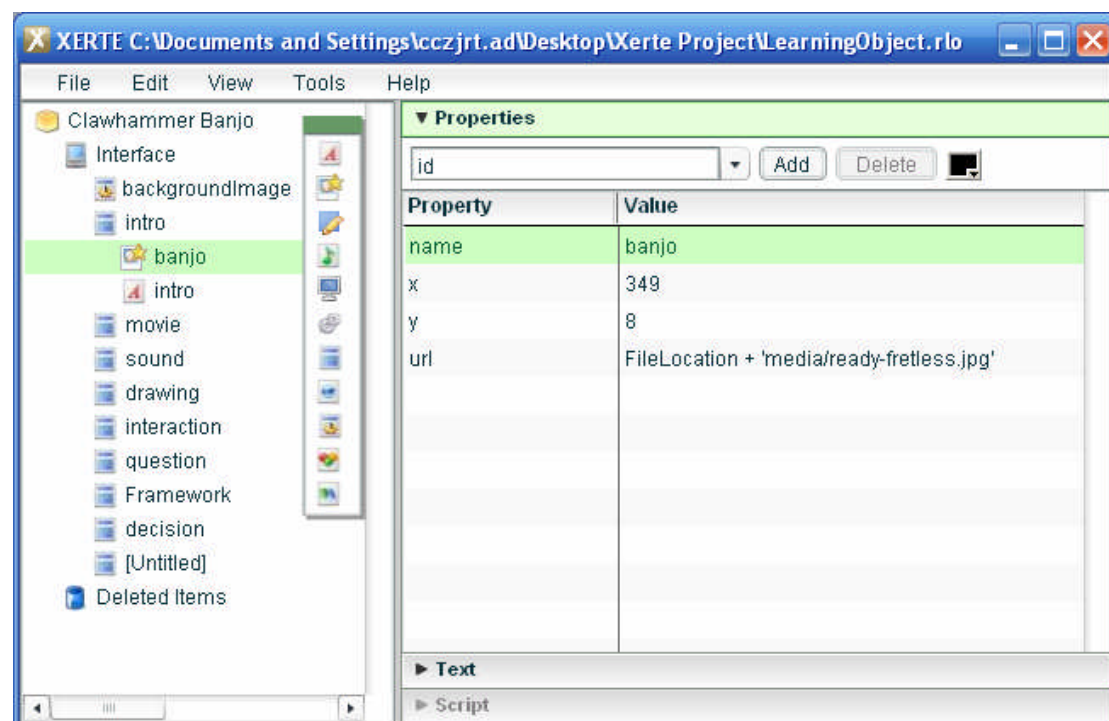 XERTE C:\Documents and Settings\cczjrt.ad\Desktop\Xerte Project\LearningObject.rlo
File Edit View Tools Help
Clawhammer Banjo
Interface
backgroundImage
intro
banjo
intro
movie
sound
drawing
interaction
question
Framework
decision
[Untitled]
Deleted Items
Properties
id Add Delete
Property Value
name banjo
x 349
y 8
url FileLocation + 'media/ready-fretless.jpg'
Text
Script